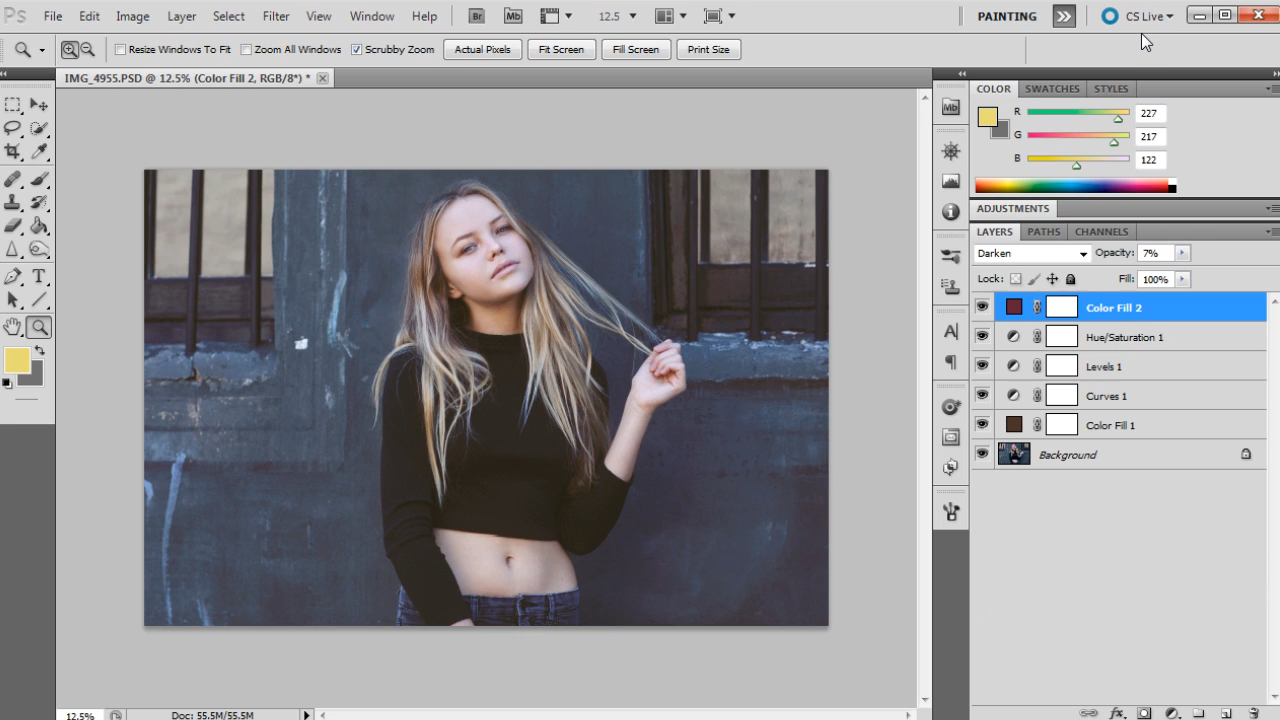 Ps File Edit Image Layer Select Filter View Window Help Br Mb 12.5 PAINTING CS Live
Resize Windows To Fit Zoom All Windows Scrubby Zoom Actual Pixels Fit Screen Fill Screen Print Size
IMG_4955.PSD @ 12.5% (Color Fill 2, RGB/8*) *
Mb
COLOR SWATCHES STYLES
R 227
G 217
B 122
ADJUSTMENTS
LAYERS PATHS CHANNELS
Darken Opacity: 7%
Lock: Fill: 100%
Color Fill 2
Hue/Saturation 1
Levels 1
Curves 1
Color Fill 1
Background
12.5% Doc: 55.5M/55.5M